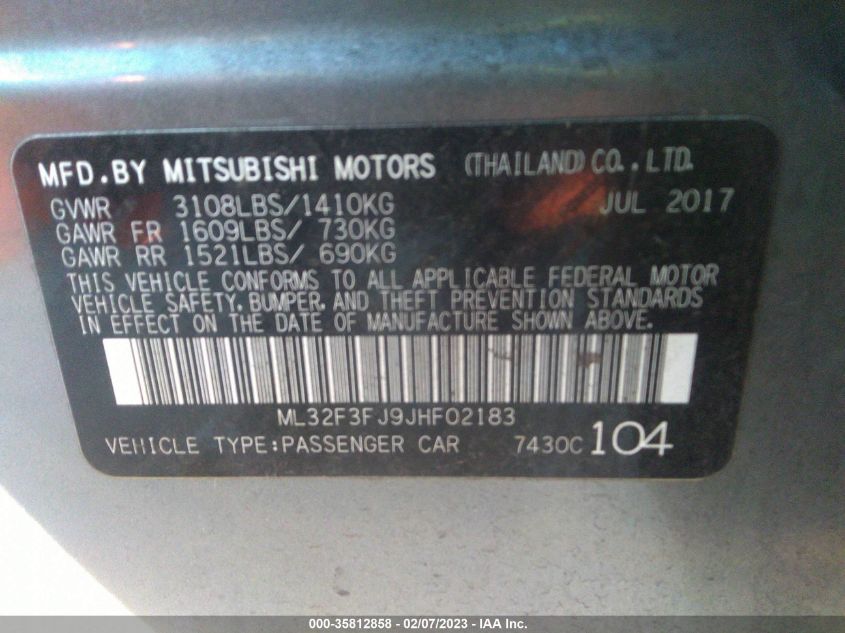 MFD.BY MITSUBISHI MOTORS (THAILAND) CO., LTD.
GVWR 3108LBS/1410KG JUL 2017
GAWR FR 1609LBS/ 730KG
GAWR RR 1521LBS/ 690KG
THIS VEHICLE CONFORMS TO ALL APPLICABLE FEDERAL MOTOR
VEHICLE SAFETY, BUMPER, AND THEFT PREVENTION STANDARDS
IN EFFECT ON THE DATE OF MANUFACTURE SHOWN ABOVE.
ML32F3FJ9JHF02183
VEHICLE TYPE:PASSENGER CAR 7430C 104
000-35812858 - 02/07/2023 - IAA Inc.